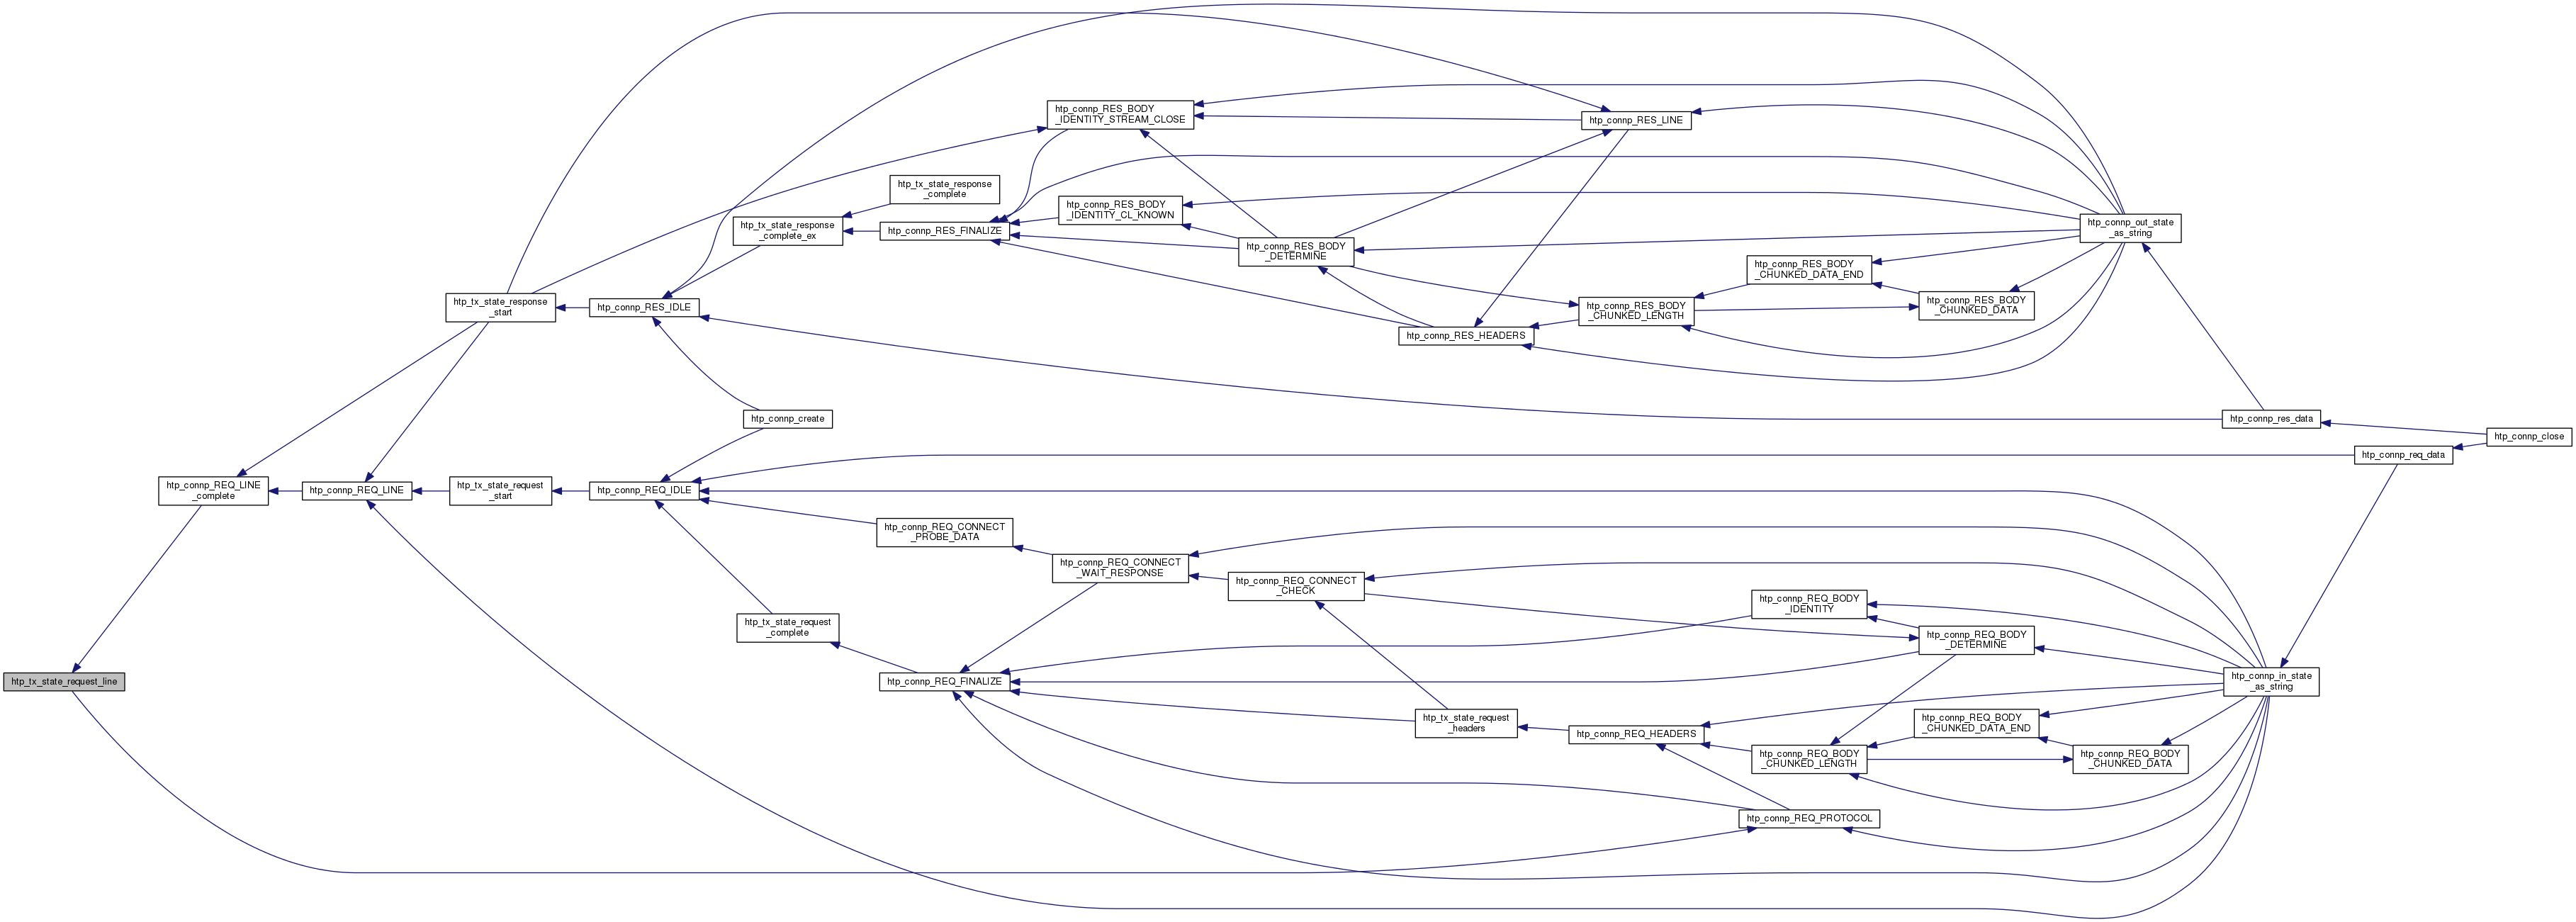 htp_connp_RES_BODY
_IDENTITY_STREAM_CLOSE
htp_connp_RES_LINE
htp_tx_state_response
_complete
htp_connp_RES_BODY
_IDENTITY_CL_KNOWN
htp_tx_state_response
_complete_ex
htp_connp_RES_FINALIZE
htp_connp_out_state
_as_string
htp_connp_RES_BODY
_DETERMINE
htp_connp_RES_BODY
_CHUNKED_DATA_END
htp_tx_state_response
_start
htp_connp_RES_IDLE
htp_connp_RES_BODY
_CHUNKED_LENGTH
htp_connp_RES_BODY
_CHUNKED_DATA
htp_connp_RES_HEADERS
htp_connp_create
htp_connp_res_data
htp_connp_close
htp_connp_req_data
htp_connp_REQ_LINE
_complete
htp_connp_REQ_LINE
htp_tx_state_request
_start
htp_connp_REQ_IDLE
htp_connp_REQ_CONNECT
_PROBE_DATA
htp_connp_REQ_CONNECT
_WAIT_RESPONSE
htp_connp_REQ_CONNECT
_CHECK
htp_connp_REQ_BODY
_IDENTITY
htp_tx_state_request
_complete
htp_connp_REQ_BODY
_DETERMINE
htp_tx_state_request_line
htp_connp_REQ_FINALIZE
htp_connp_in_state
_as_string
htp_tx_state_request
_headers
htp_connp_REQ_HEADERS
htp_connp_REQ_BODY
_CHUNKED_DATA_END
htp_connp_REQ_BODY
_CHUNKED_LENGTH
htp_connp_REQ_BODY
_CHUNKED_DATA
htp_connp_REQ_PROTOCOL